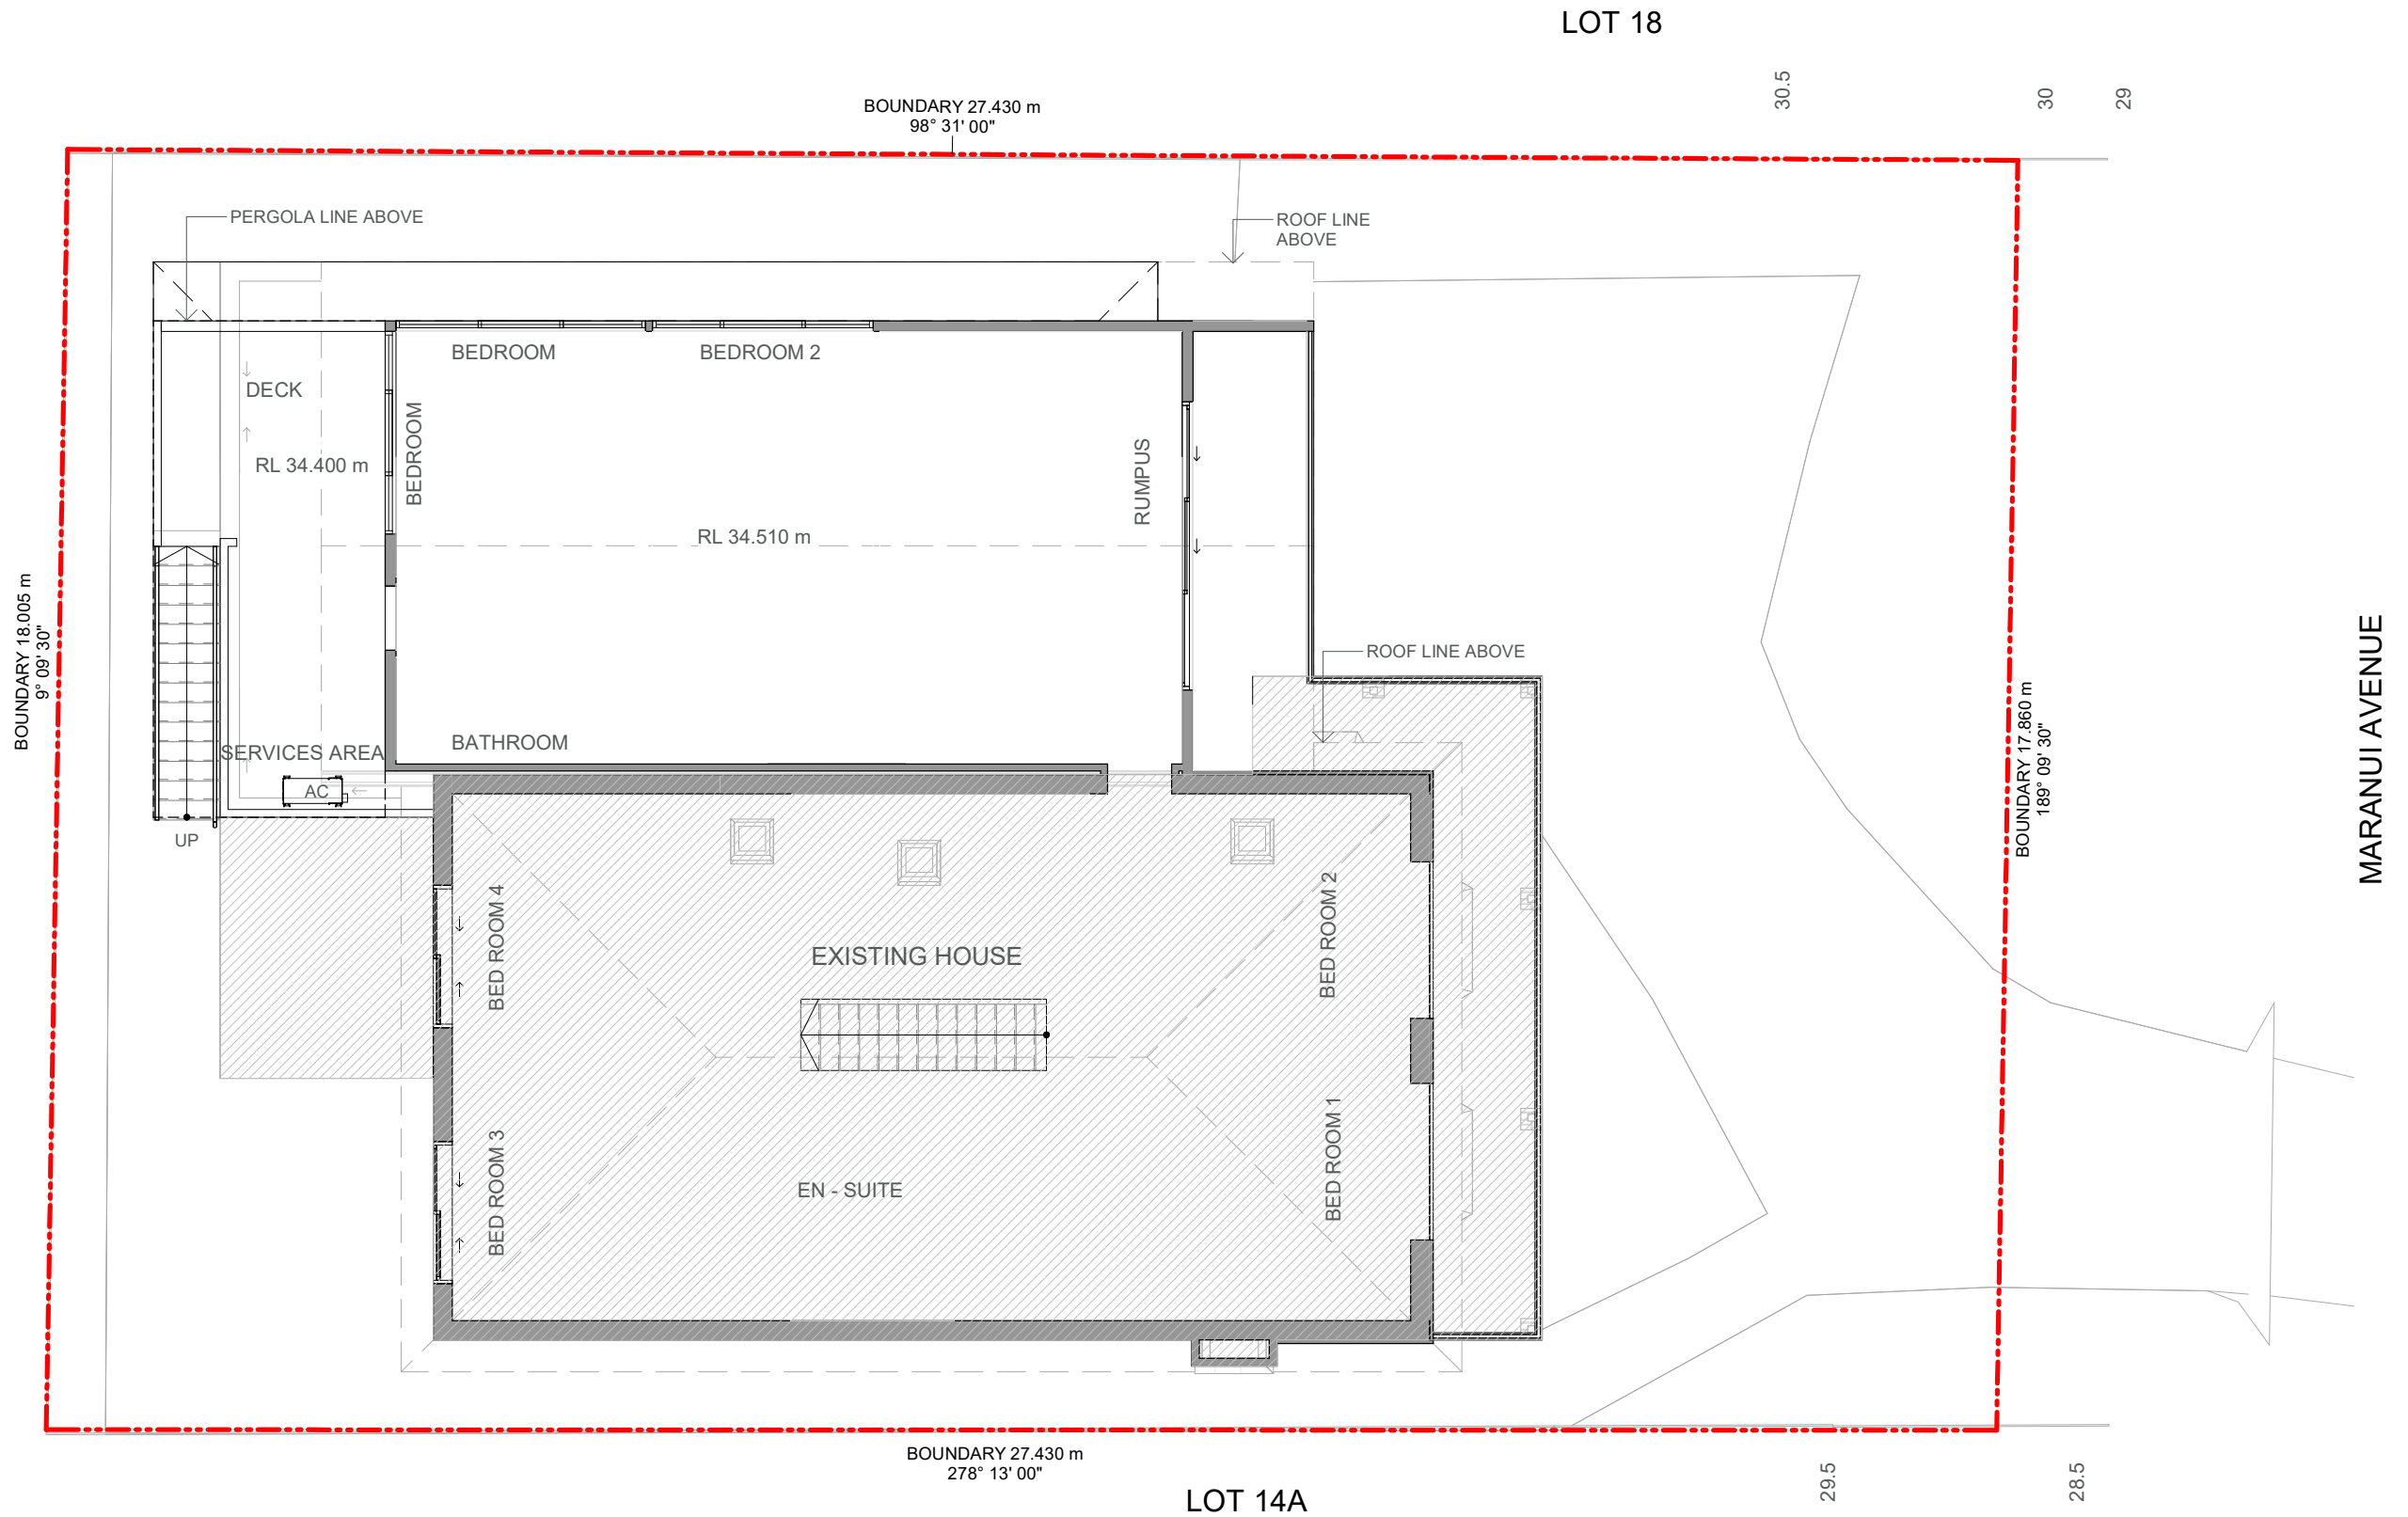 LOT 18
30.5
30
29
BOUNDARY 27.430 m
98° 31' 00"
PERGOLA LINE ABOVE
ROOF LINE
ABOVE
BEDROOM
BEDROOM 2
DECK
BEDROOM
RUMPUS
RL 34.400 m
RL 34.510 m
BOUNDARY 18.005 m
9° 09' 30"
ROOF LINE ABOVE
MARANUI AVENUE
BOUNDARY 17.860 m
189° 09' 30"
SERVICES AREA
BATHROOM
AC
UP
BED ROOM 4
BED ROOM 2
EXISTING HOUSE
BED ROOM 3
BED ROOM 1
EN - SUITE
BOUNDARY 27.430 m
278° 13' 00"
LOT 14A
29.5
28.5